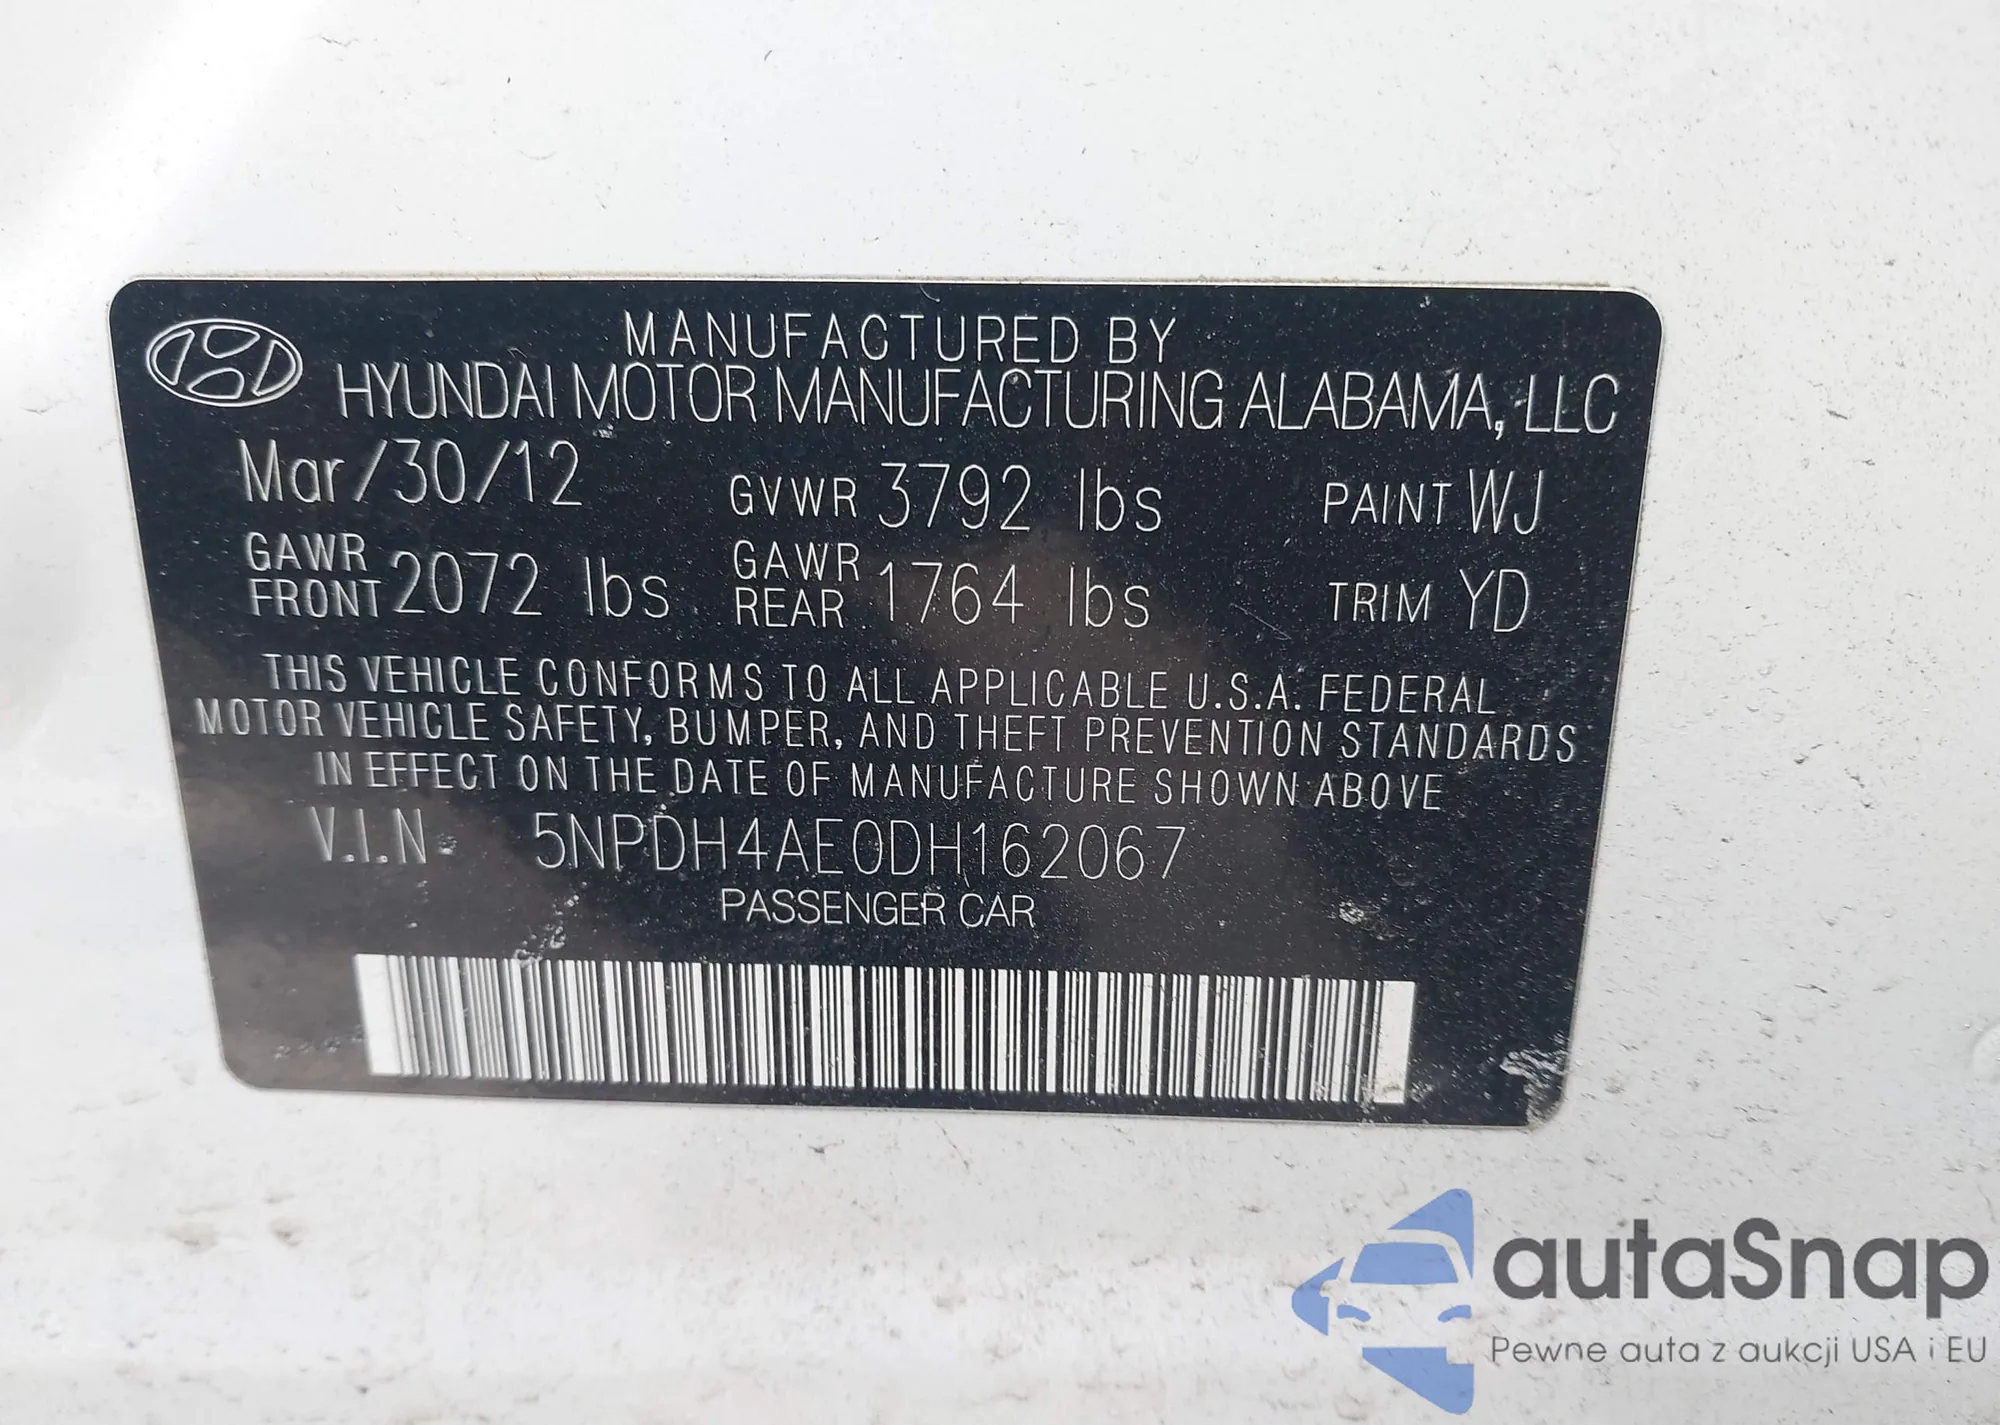 MANUFACTURED BY
HYUNDAI MOTOR MANUFACTURING ALABAMA, LLC
Mar/30/12 GVWR 3792 lbs PAINT WJ
GAWR FRONT 2072 lbs GAWR REAR 1764 lbs TRIM YD
THIS VEHICLE CONFORMS TO ALL APPLICABLE U.S.A. FEDERAL
MOTOR VEHICLE SAFETY, BUMPER, AND THEFT PREVENTION STANDARDS
IN EFFECT ON THE DATE OF MANUFACTURE SHOWN ABOVE
V.I.N- 5NPDH4AE0DH162067
PASSENGER CAR
autaSnap
Pewne auta z aukcji USA i EU